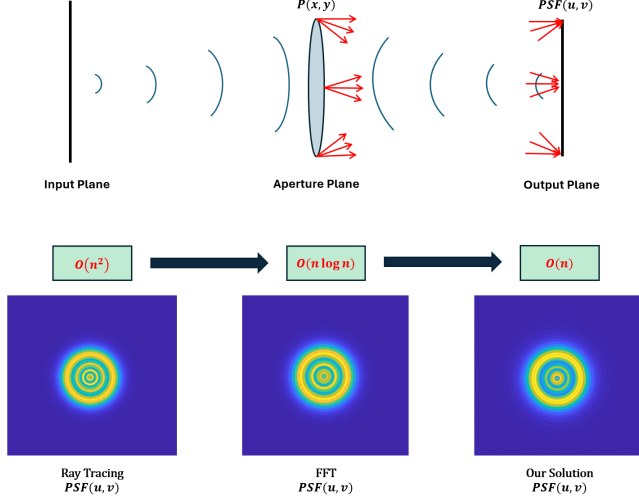 P(x, y)
PSF(u, v)
Input Plane
Aperture Plane
Output Plane
O(n²)
O(n log n)
O(n)
Ray Tracing
PSF(u, v)
FFT
PSF(u, v)
Our Solution
PSF(u, v)